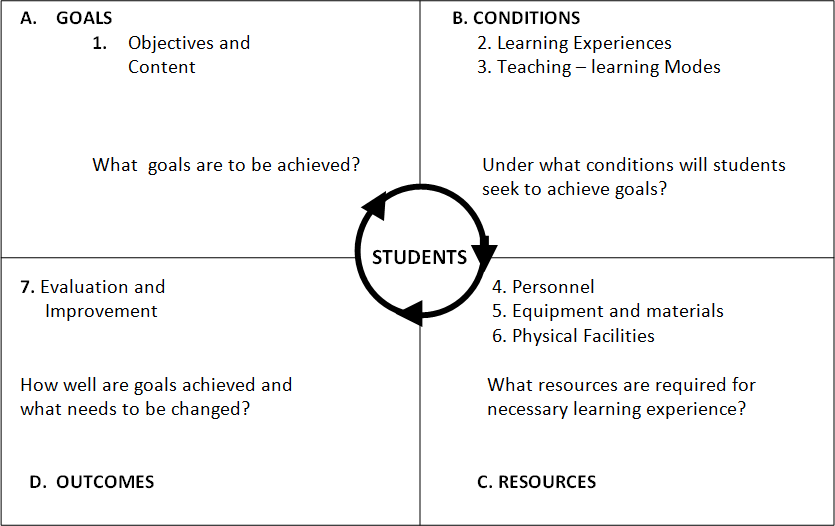 A. GOALS
1. Objectives and
Content
What goals are to be achieved?
B. CONDITIONS
2. Learning Experiences
3. Teaching – learning Modes
Under what conditions will students
seek to achieve goals?
STUDENTS
7. Evaluation and
Improvement
How well are goals achieved and
what needs to be changed?
D. OUTCOMES
4. Personnel
5. Equipment and materials
6. Physical Facilities
What resources are required for
necessary learning experience?
C. RESOURCES